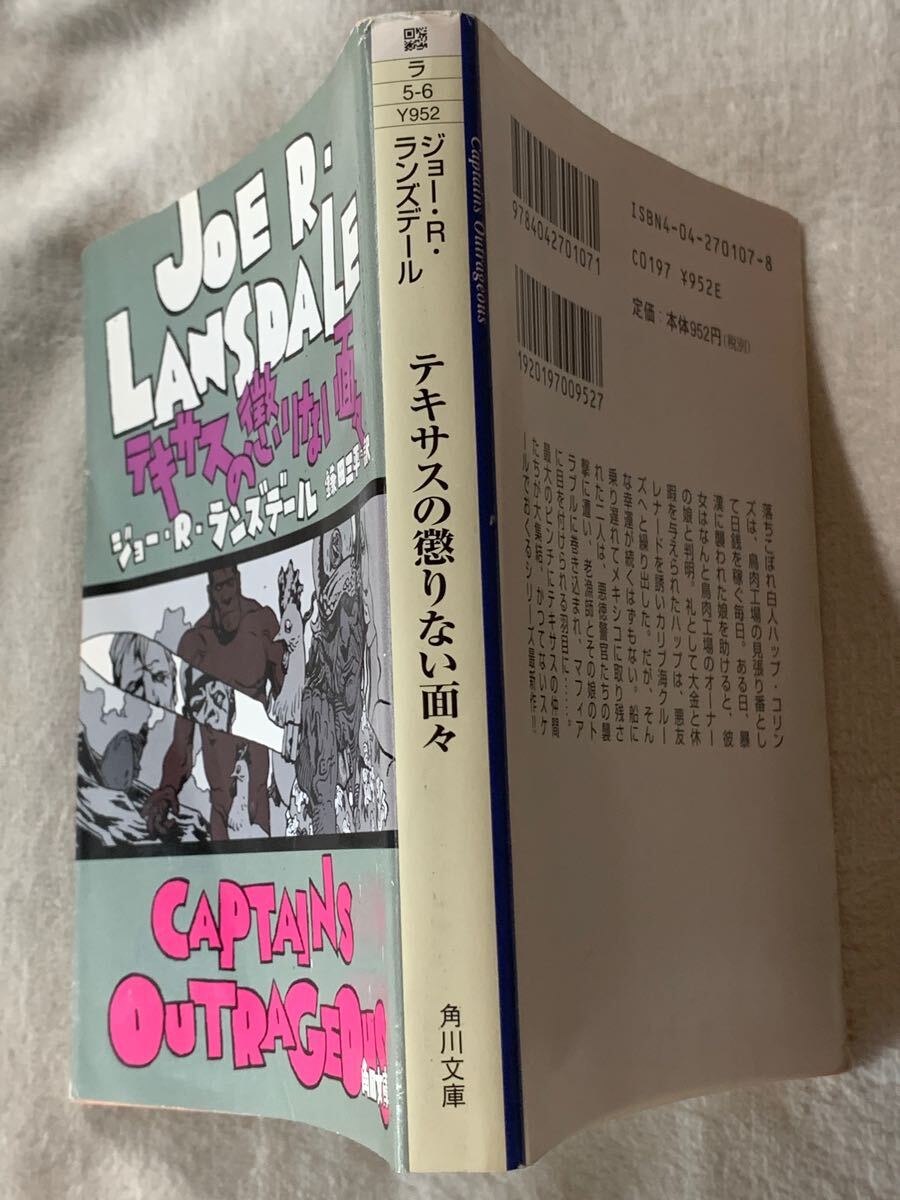 JOE R.
LANSDALE
テキサスの懲りない面々
ジョー・R・ランズデール
鎌田三平=訳
CAPTAINS
OUTRAGEOUS
角川文庫
ラ
5-6
Y952
ジョー・R・
ランズデール
テキサスの懲りない面々
角川文庫
Captains Outrageous
9784042701071
1920197009527
ISBN4-04-270107-8
C0197 ¥952E
定価:本体952円(税別)
落ちこぼれ白人ハップ・コリン
ズは、鳥肉工場の見張り番とし
て日銭を稼ぐ毎日。ある日、暴
漢に襲われた娘を助けると、彼
女はなんと鳥肉工場のオーナー
の娘と判明。礼として大金と休
暇を与えられたハップは、悪友
レナードを誘いカリブ海クルー
ズへと繰り出した。だが、そん
な幸運が続くはずもない。船に
乗り遅れてメキシコに取り残さ
れた二人は、悪徳警官たちの襲
撃に遭い、老漁師とその娘のト
ラブルに巻き込まれ、マフィア
に目を付けられる羽目に……。
最大のピンチにテキサスの仲間
たちが大集結、かつてないスケ
ールでおくるシリーズ最新作!!